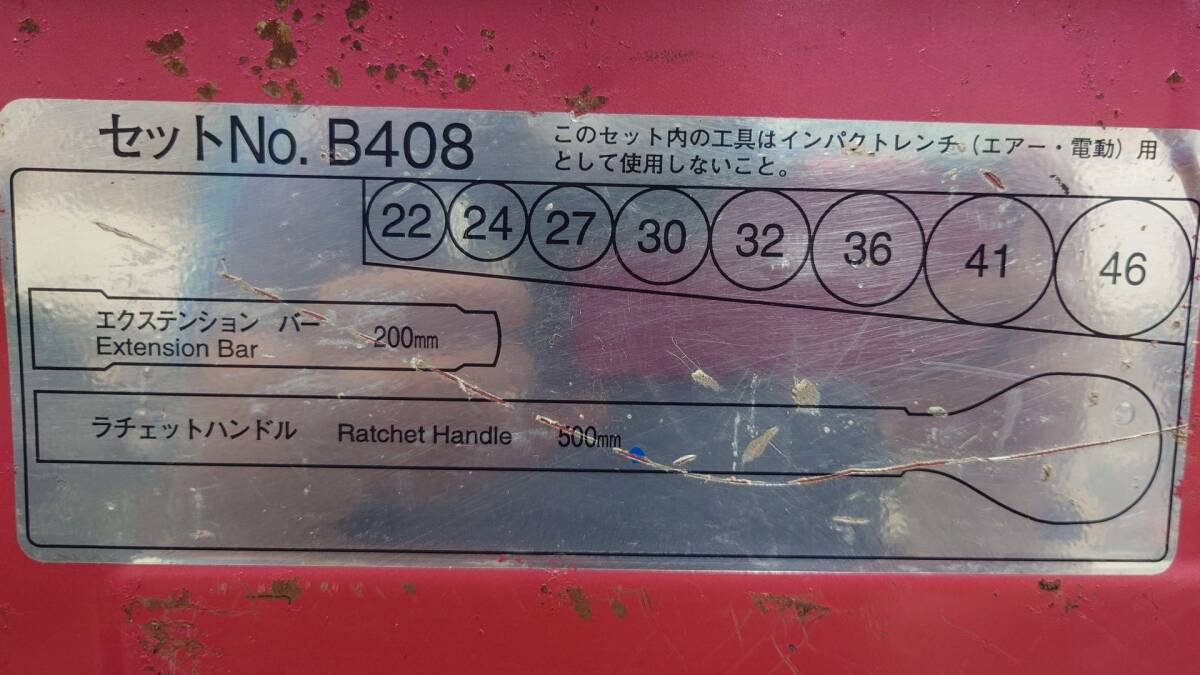 セットNo. B408
このセット内の工具はインパクトレンチ（エアー・電動）用
として使用しないこと。
22 24 27 30 32 36 41 46
エクステンション バー 200mm
Extension Bar
ラチェットハンドル Ratchet Handle 500mm